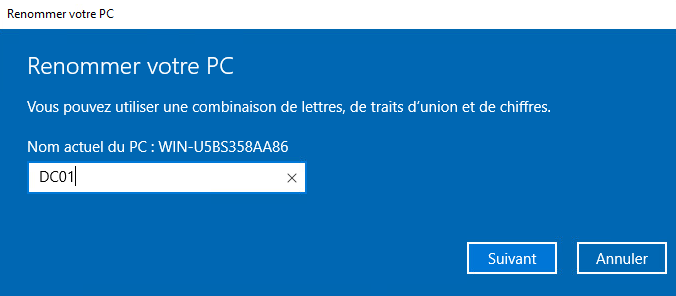 Renommer votre PC
Renommer votre PC
Vous pouvez utiliser une combinaison de lettres, de traits d'union et de chiffres.
Nom actuel du PC : WIN-U5BS358AA86
DC01
Suivant
Annuler